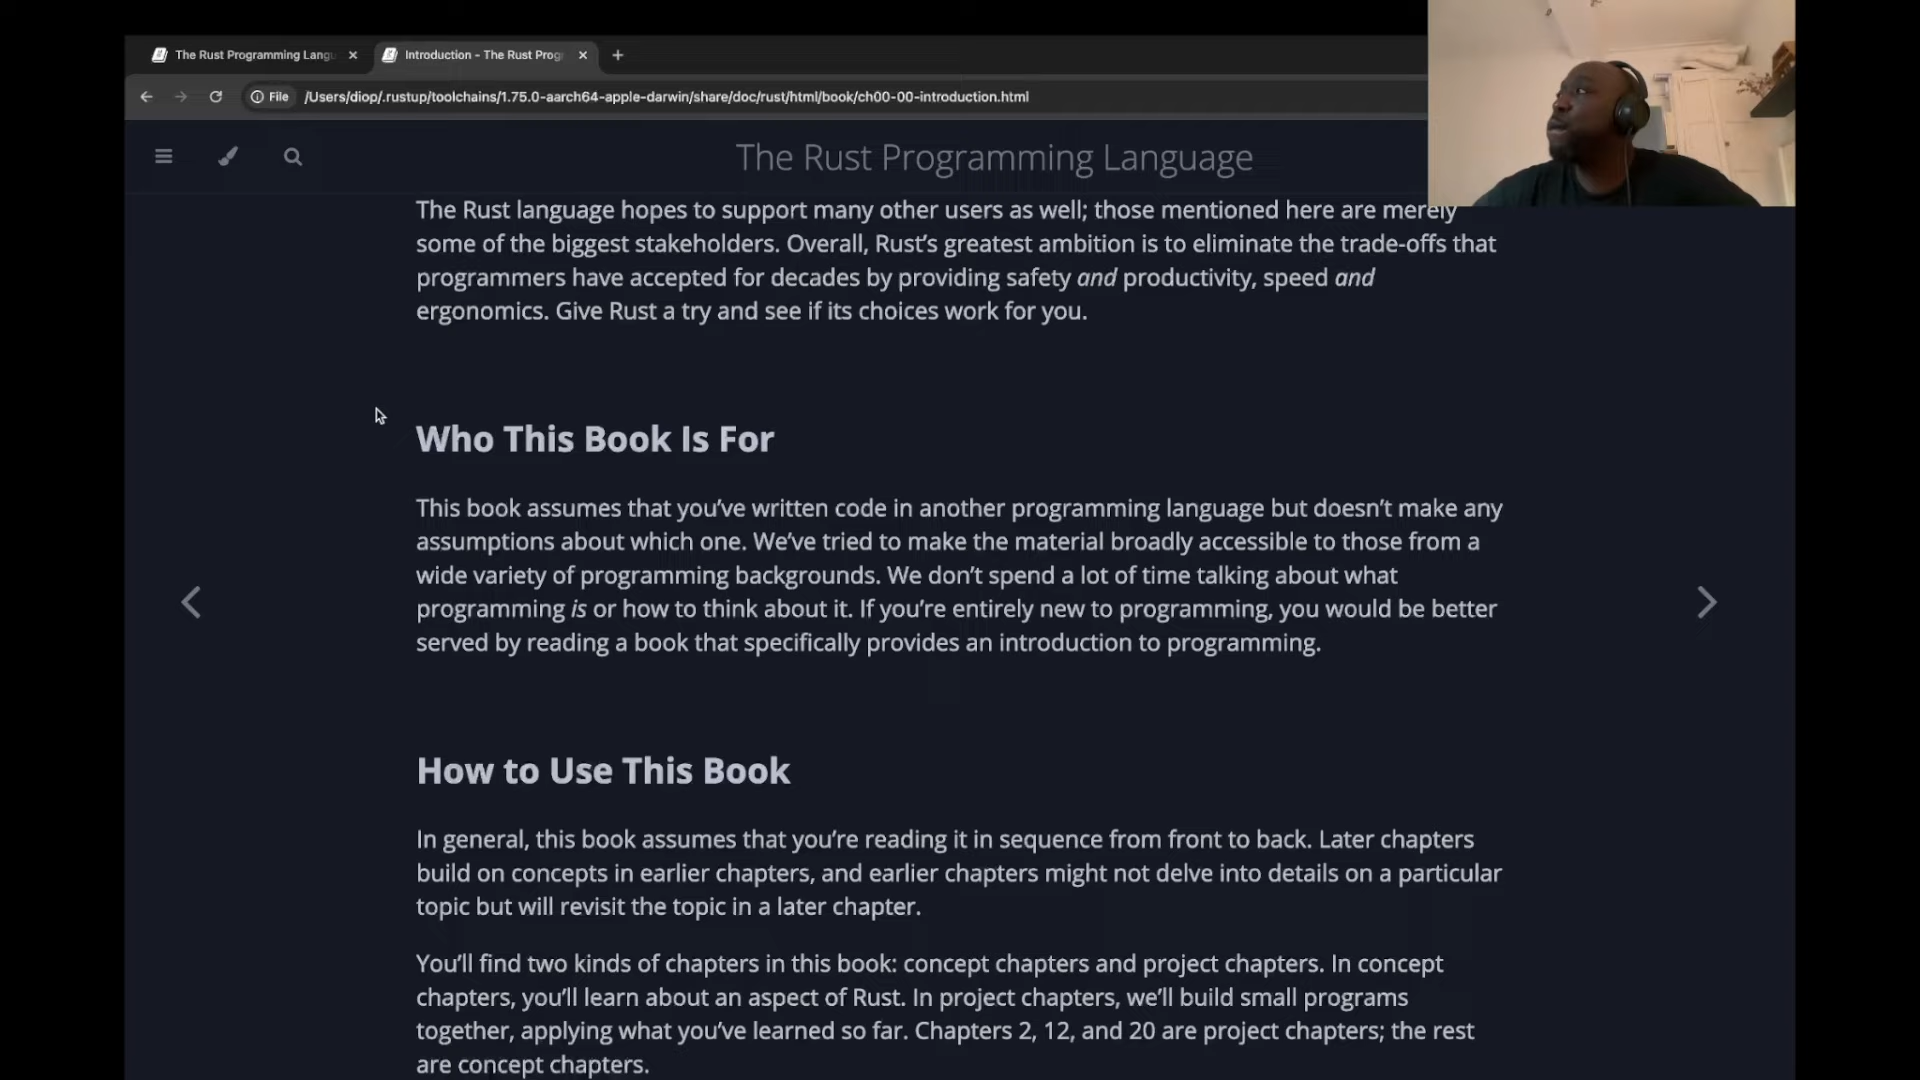 The Rust Programming Langu
Introduction - The Rust Prog
File
/Users/diop/.rustup/toolchains/1.75.0-aarch64-apple-darwin/share/doc/rust/html/book/ch00-00-introduction.html
The Rust Programming Language
The Rust language hopes to support many other users as well; those mentioned here are merely
some of the biggest stakeholders. Overall, Rust’s greatest ambition is to eliminate the trade-offs that
programmers have accepted for decades by providing safety and productivity, speed and
ergonomics. Give Rust a try and see if its choices work for you.
Who This Book Is For
This book assumes that you’ve written code in another programming language but doesn’t make any
assumptions about which one. We’ve tried to make the material broadly accessible to those from a
wide variety of programming backgrounds. We don’t spend a lot of time talking about what
programming is or how to think about it. If you’re entirely new to programming, you would be better
served by reading a book that specifically provides an introduction to programming.
How to Use This Book
In general, this book assumes that you’re reading it in sequence from front to back. Later chapters
build on concepts in earlier chapters, and earlier chapters might not delve into details on a particular
topic but will revisit the topic in a later chapter.
You’ll find two kinds of chapters in this book: concept chapters and project chapters. In concept
chapters, you’ll learn about an aspect of Rust. In project chapters, we’ll build small programs
together, applying what you’ve learned so far. Chapters 2, 12, and 20 are project chapters; the rest
are concept chapters.